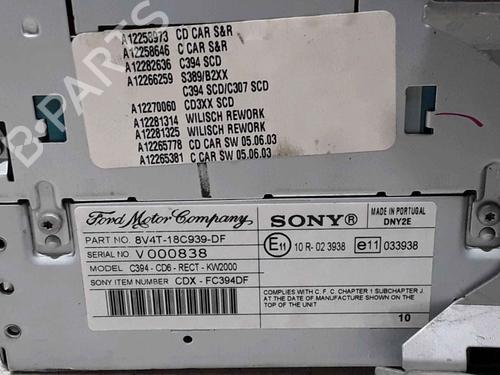 A12258973 CD CAR S&R
A12258646 C CAR S&R
A12282636 C394 SCD
A12266259 S389/B2XX
C394 SCD/C307 SCD
A12270060 CD3XX SCD
A12281314 WILISCH REWORK
A12281325 WILISCH REWORK
A12265778 CD CAR SW 05.06.03
A12265381 C CAR SW 05.06.03
B-PARTS
Ford Motor Company
PART NO. 8V4T-18C939-DF
SERIAL NO V000838
MODEL C394-CD6-RECT-KW2000
SONY ITEM NUMBER CDX-FC394DF
SONY®
MADE IN PORTUGAL
DNY2E
E11 10 R-02 3938 e11 033938
COMPLIES WITH C. F. C. CHAPTER 1 SUBCHAPTER J.
AT DATE OF MANUFACTURE SHOWN ON THE
TOP OF THE UNIT
10